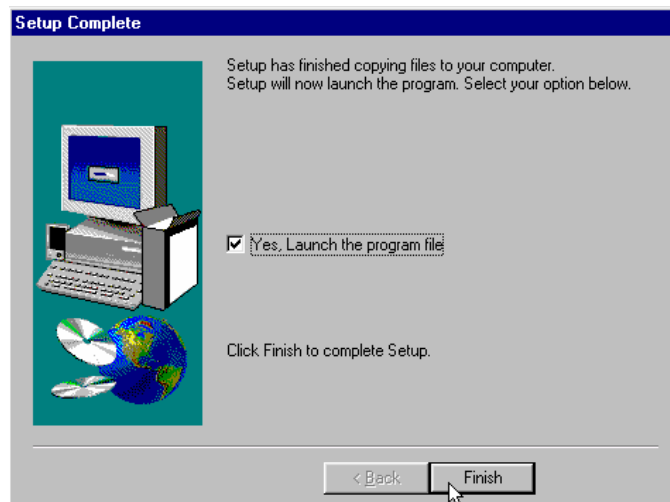 Setup Complete
Setup has finished copying files to your computer.
Setup will now launch the program. Select your option below.
Yes, Launch the program file
Click Finish to complete Setup.
< Back
Finish